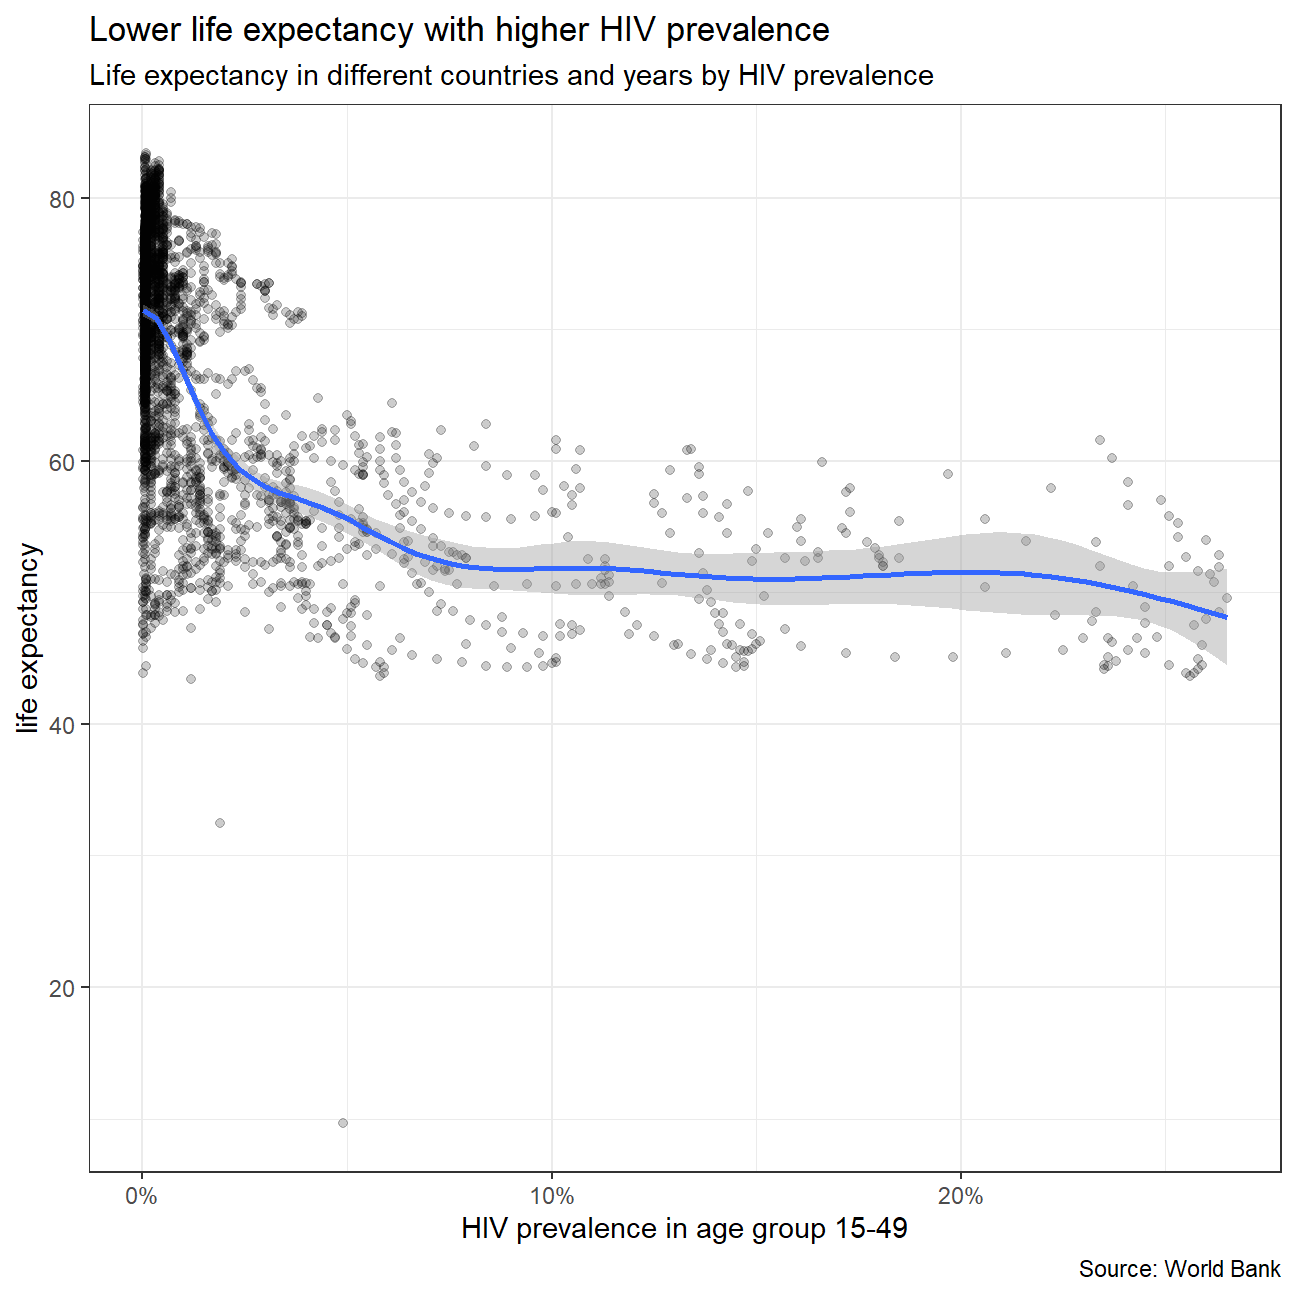 Lower life expectancy with higher HIV prevalence
Life expectancy in different countries and years by HIV prevalence
80
60
40
20
life expectancy
0%
10%
20%
HIV prevalence in age group 15-49
Source: World Bank